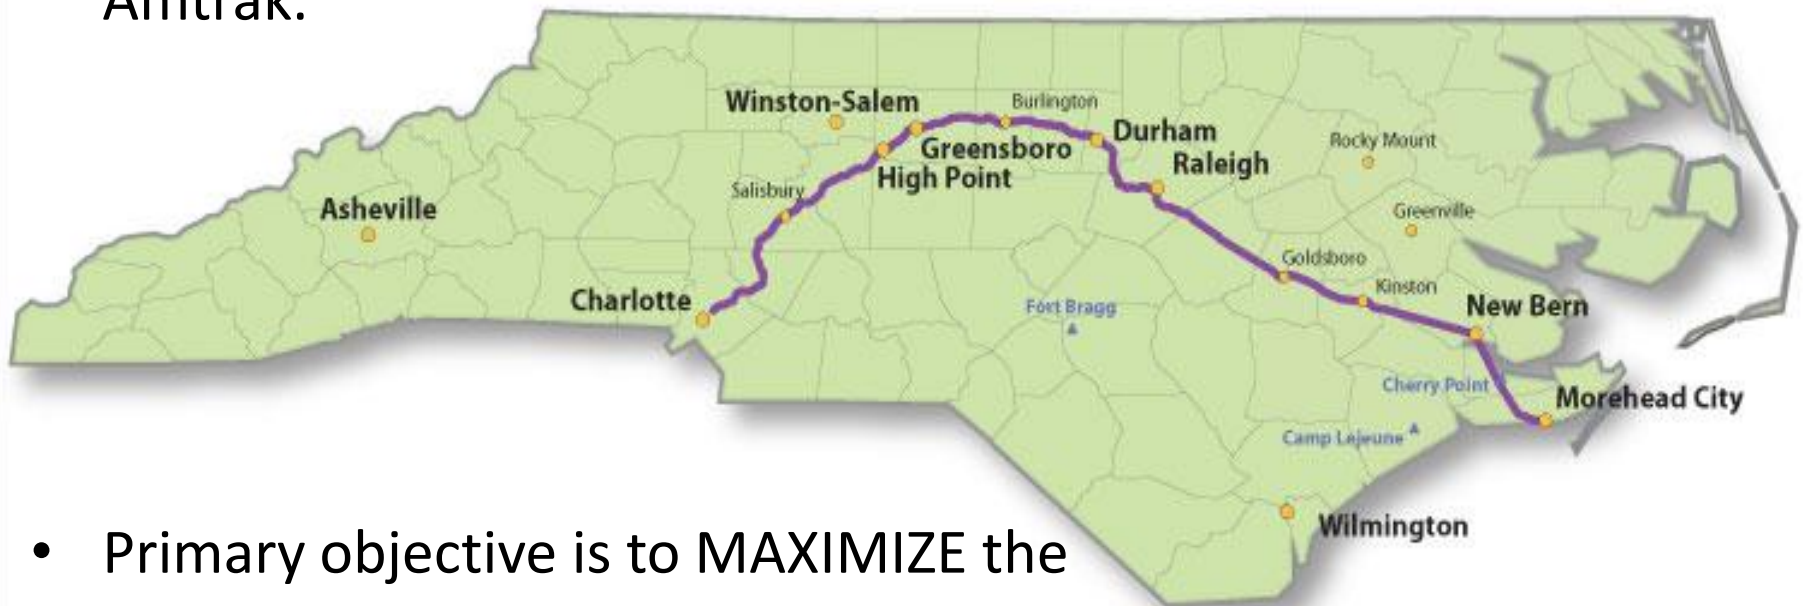 Amtrak.
Winston-Salem
Burlington
Durham
Greensboro
Raleigh
Rocky Mount
High Point
Salisbury
Asheville
Greenville
Goldsboro
Charlotte
Kinston
Fort Bragg
New Bern
Cherry Point
Morehead City
Camp Lejeune
Wilmington
• Primary objective is to MAXIMIZE the